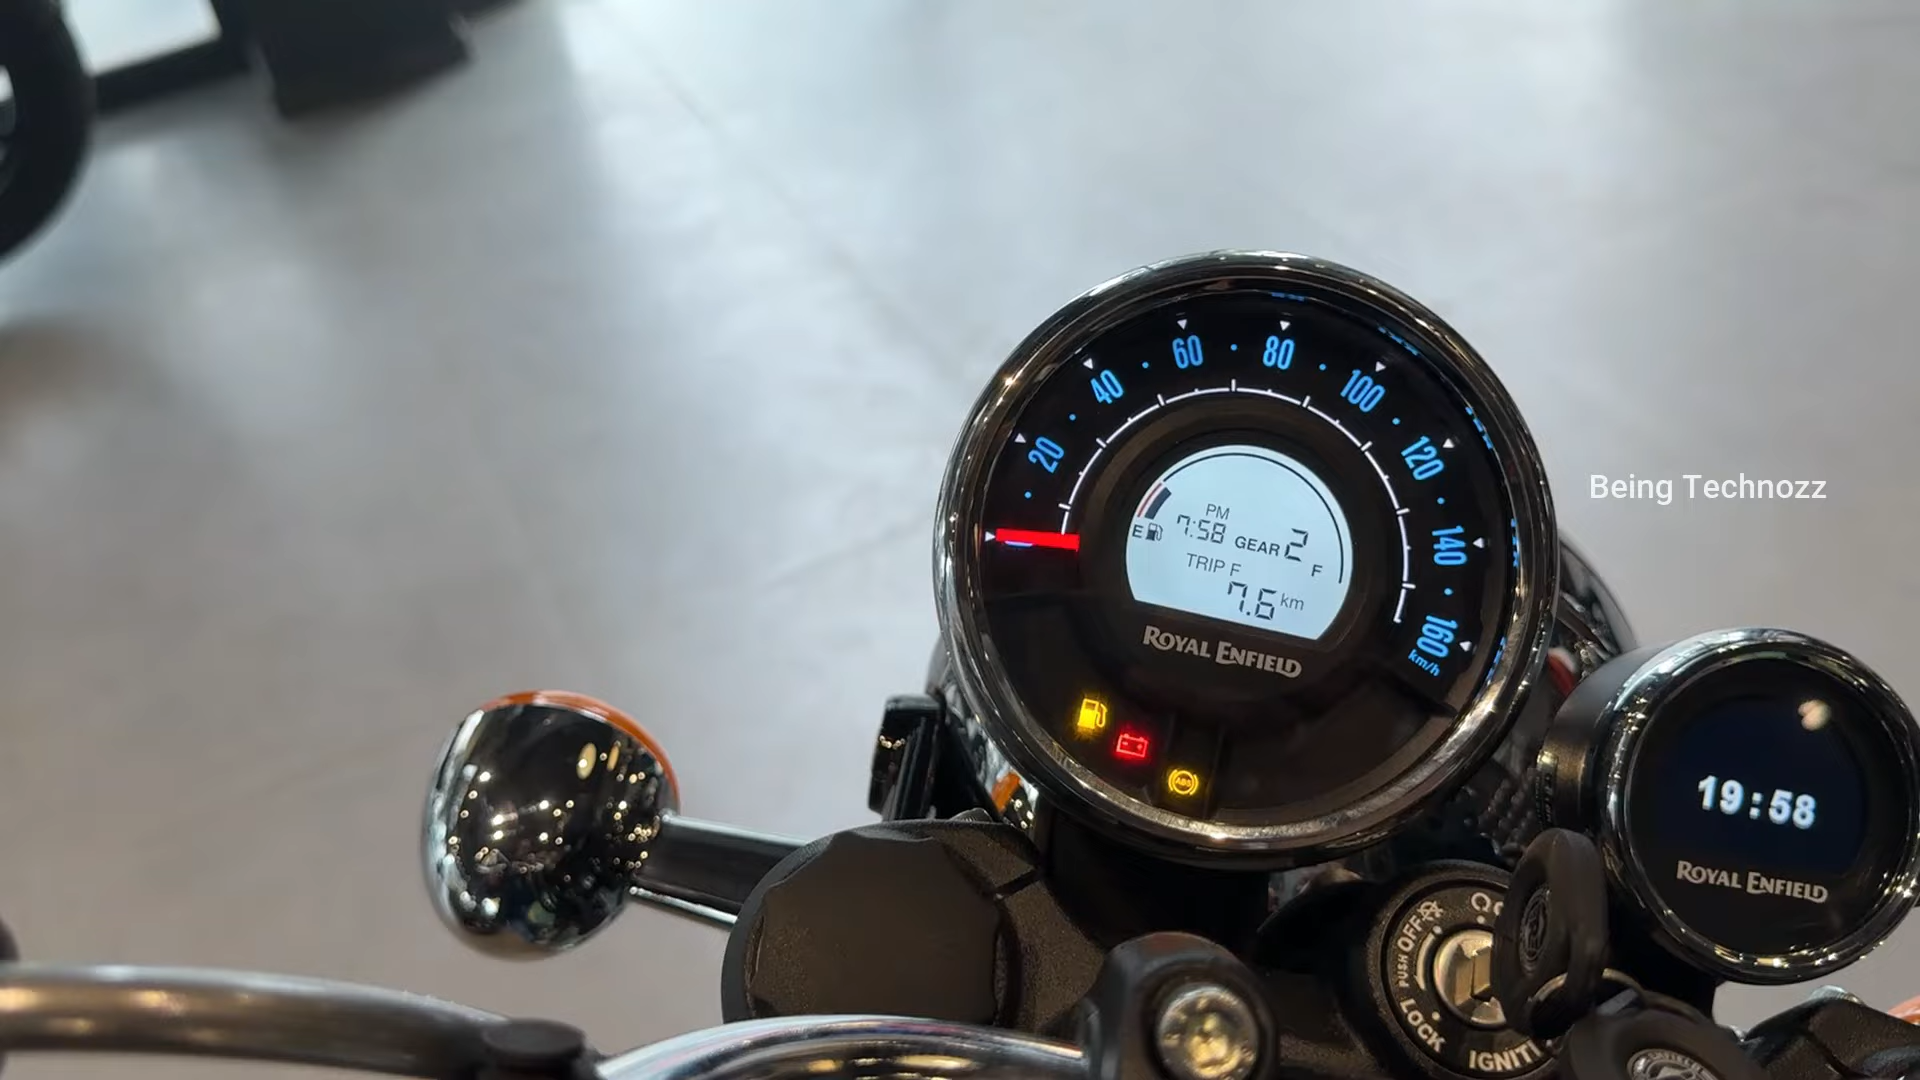 20
40
60
80
100
120
140
160
km/h
PM
7:58
GEAR 2
E
F
TRIP F
7.6 km
ROYAL ENFIELD
ABS
Being Technozz
19:58
ROYAL ENFIELD
OFF
PUSH
LOCK